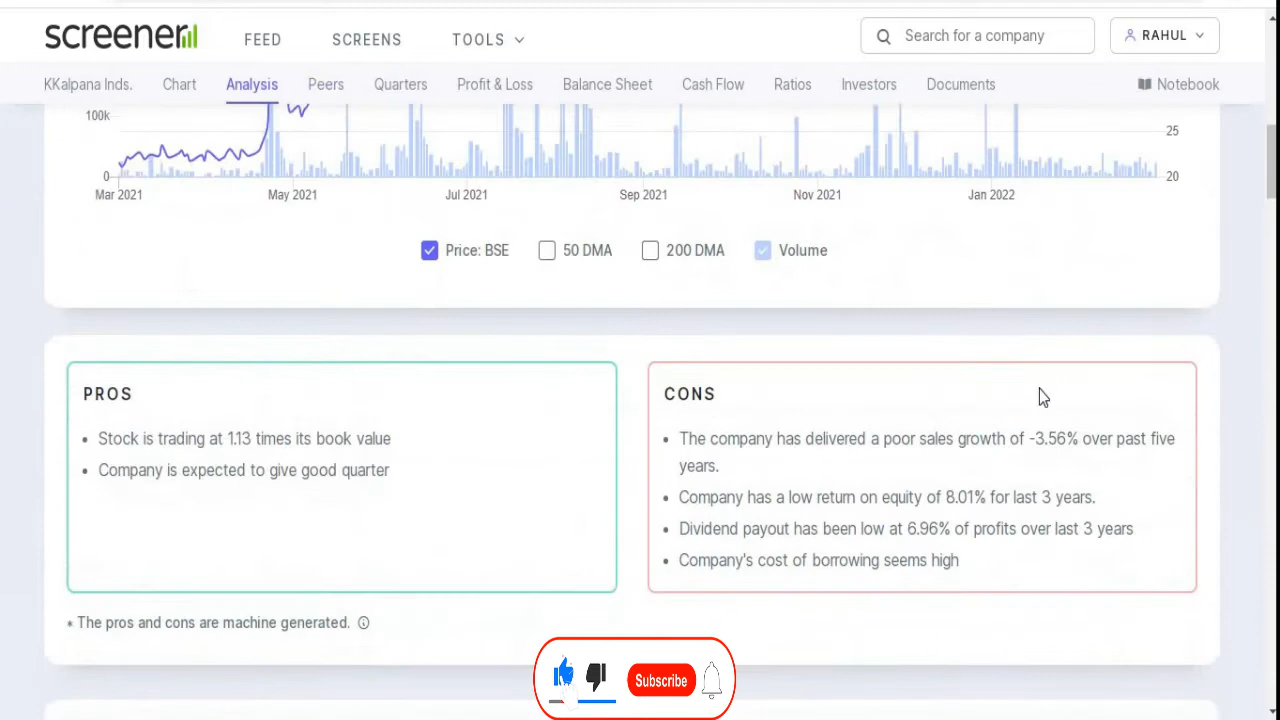 screener
FEED
SCREENS
TOOLS
Search for a company
RAHUL
KKalpana Inds.
Chart
Analysis
Peers
Quarters
Profit & Loss
Balance Sheet
Cash Flow
Ratios
Investors
Documents
Notebook
100k
25
0
20
Mar 2021
May 2021
Jul 2021
Sep 2021
Nov 2021
Jan 2022
Price: BSE
50 DMA
200 DMA
Volume
PROS
Stock is trading at 1.13 times its book value
Company is expected to give good quarter
CONS
The company has delivered a poor sales growth of -3.56% over past five
years.
Company has a low return on equity of 8.01% for last 3 years.
Dividend payout has been low at 6.96% of profits over last 3 years
Company's cost of borrowing seems high
* The pros and cons are machine generated.
Subscribe